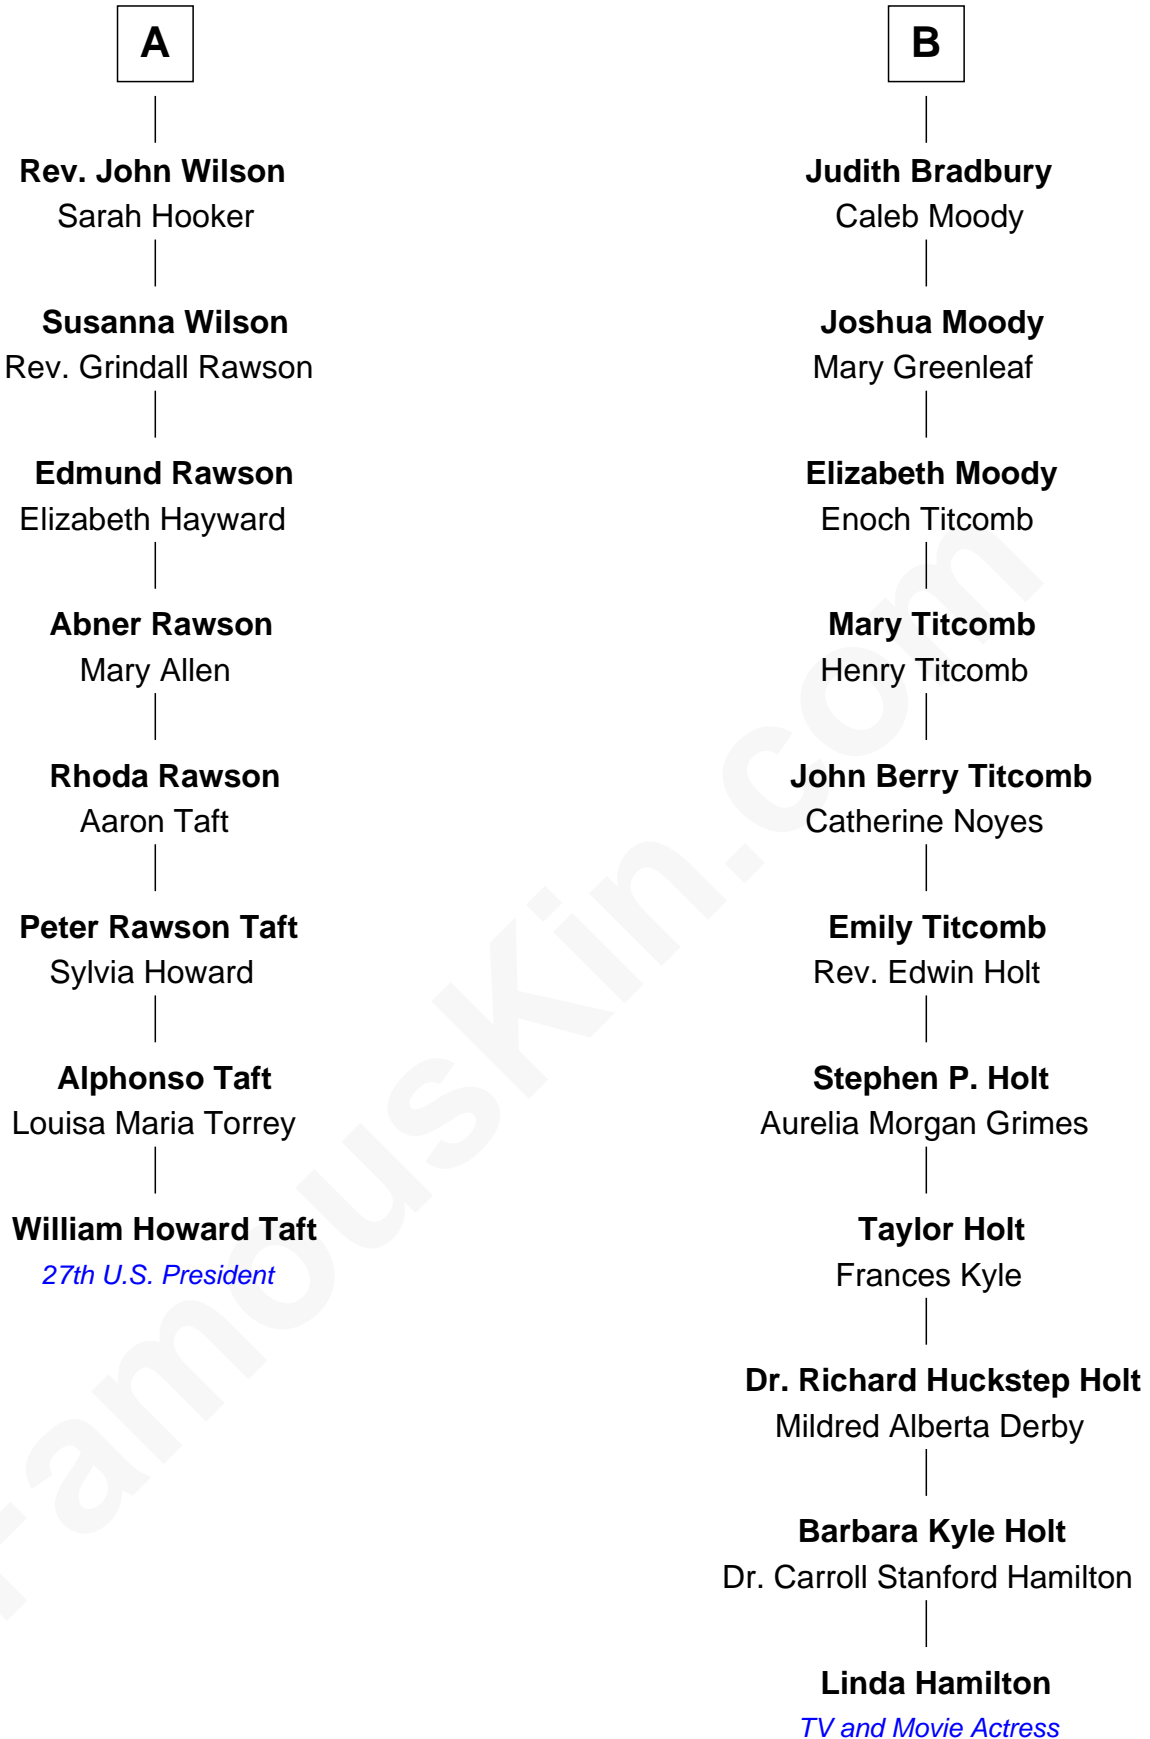 A
Rev. John Wilson
Sarah Hooker
Susanna Wilson
Rev. Grindall Rawson
Edmund Rawson
Elizabeth Hayward
Abner Rawson
Mary Allen
Rhoda Rawson
Aaron Taft
Peter Rawson Taft
Sylvia Howard
Alphonso Taft
Louisa Maria Torrey
William Howard Taft
27th U.S. President
B
Judith Bradbury
Caleb Moody
Joshua Moody
Mary Greenleaf
Elizabeth Moody
Enoch Titcomb
Mary Titcomb
Henry Titcomb
John Berry Titcomb
Catherine Noyes
Emily Titcomb
Rev. Edwin Holt
Stephen P. Holt
Aurelia Morgan Grimes
Taylor Holt
Frances Kyle
Dr. Richard Huckstep Holt
Mildred Alberta Derby
Barbara Kyle Holt
Dr. Carroll Stanford Hamilton
Linda Hamilton
TV and Movie Actress
FamousKin.com